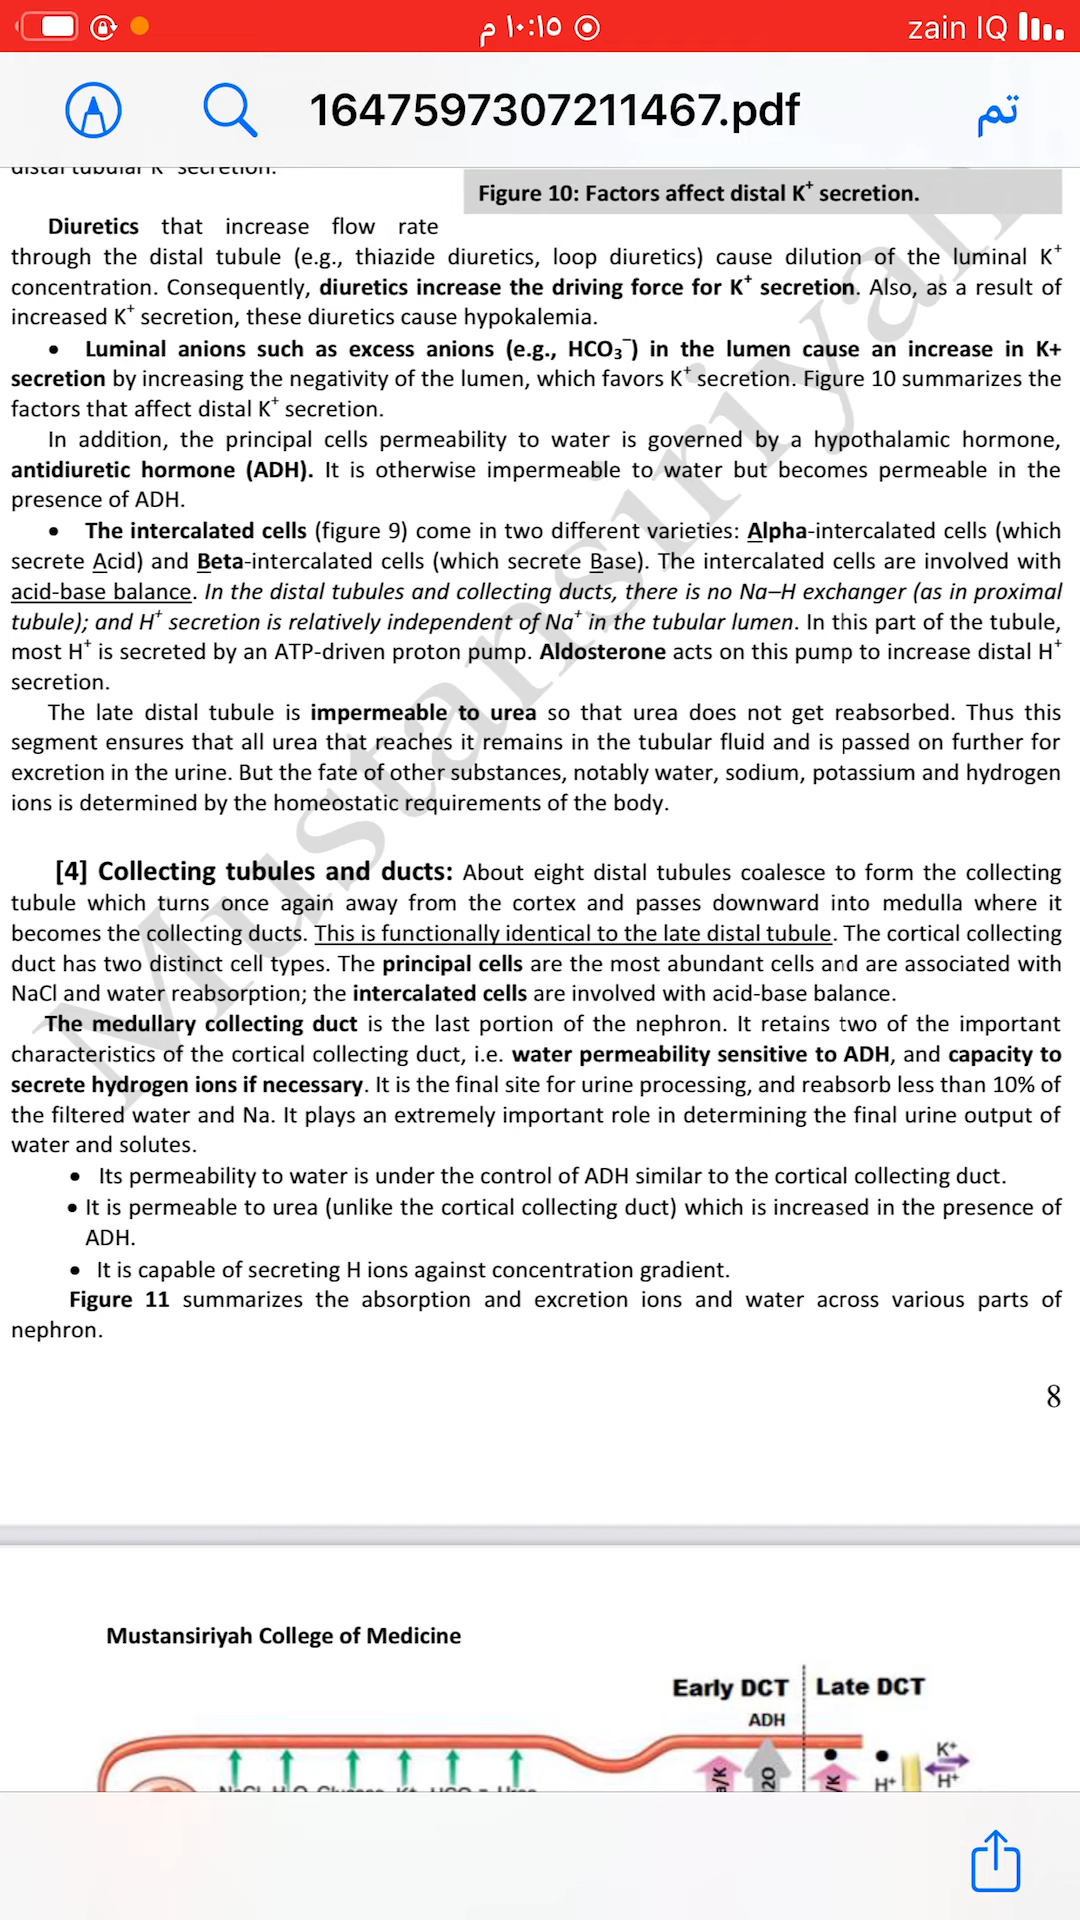 zain IQ
١٠:١٥ م
1647597307211467.pdf
تم
distal tubular K⁺ secretion.
Figure 10: Factors affect distal K⁺ secretion.
Diuretics that increase flow rate
through the distal tubule (e.g., thiazide diuretics, loop diuretics) cause dilution of the luminal K⁺
concentration. Consequently, diuretics increase the driving force for K⁺ secretion. Also, as a result of
increased K⁺ secretion, these diuretics cause hypokalemia.
• Luminal anions such as excess anions (e.g., HCO₃⁻) in the lumen cause an increase in K+
secretion by increasing the negativity of the lumen, which favors K⁺ secretion. Figure 10 summarizes the
factors that affect distal K⁺ secretion.
In addition, the principal cells permeability to water is governed by a hypothalamic hormone,
antidiuretic hormone (ADH). It is otherwise impermeable to water but becomes permeable in the
presence of ADH.
• The intercalated cells (figure 9) come in two different varieties: Alpha-intercalated cells (which
secrete Acid) and Beta-intercalated cells (which secrete Base). The intercalated cells are involved with
acid-base balance. In the distal tubules and collecting ducts, there is no Na–H exchanger (as in proximal
tubule); and H⁺ secretion is relatively independent of Na⁺ in the tubular lumen. In this part of the tubule,
most H⁺ is secreted by an ATP-driven proton pump. Aldosterone acts on this pump to increase distal H⁺
secretion.
The late distal tubule is impermeable to urea so that urea does not get reabsorbed. Thus this
segment ensures that all urea that reaches it remains in the tubular fluid and is passed on further for
excretion in the urine. But the fate of other substances, notably water, sodium, potassium and hydrogen
ions is determined by the homeostatic requirements of the body.
[4] Collecting tubules and ducts: About eight distal tubules coalesce to form the collecting
tubule which turns once again away from the cortex and passes downward into medulla where it
becomes the collecting ducts. This is functionally identical to the late distal tubule. The cortical collecting
duct has two distinct cell types. The principal cells are the most abundant cells and are associated with
NaCl and water reabsorption; the intercalated cells are involved with acid-base balance.
The medullary collecting duct is the last portion of the nephron. It retains two of the important
characteristics of the cortical collecting duct, i.e. water permeability sensitive to ADH, and capacity to
secrete hydrogen ions if necessary. It is the final site for urine processing, and reabsorb less than 10% of
the filtered water and Na. It plays an extremely important role in determining the final urine output of
water and solutes.
• Its permeability to water is under the control of ADH similar to the cortical collecting duct.
• It is permeable to urea (unlike the cortical collecting duct) which is increased in the presence of
ADH.
• It is capable of secreting H ions against concentration gradient.
Figure 11 summarizes the absorption and excretion ions and water across various parts of
nephron.
8
Mustansiriyah College of Medicine
Early DCT
Late DCT
ADH
K⁺
H⁺
H⁺